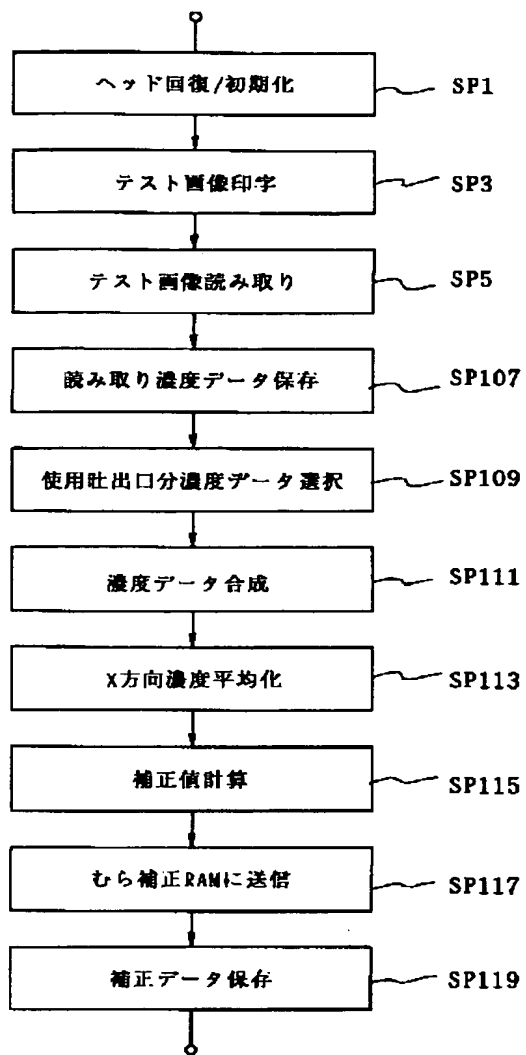 ヘッド回復/初期化 SP1
テスト画像印字 SP3
テスト画像読み取り SP5
読み取り濃度データ保存 SP107
使用吐出口分濃度データ選択 SP109
濃度データ合成 SP111
X方向濃度平均化 SP113
補正値計算 SP115
むら補正RAMに送信 SP117
補正データ保存 SP119